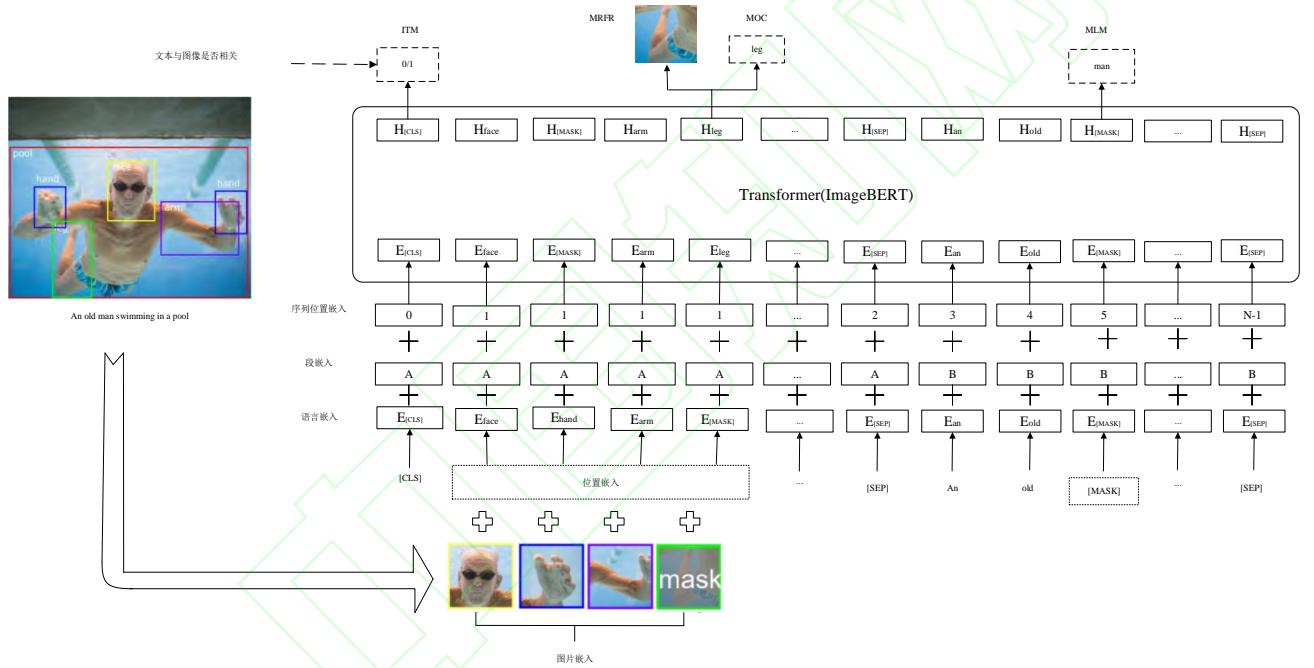 MRFR MOC
ITM MLM
文本与图像是否相关 0/1 leg man
H[CLS] Hface H[MASK] Harm Hleg ... H[SEP] Han Hold H[MASK] ... H[SEP]
pool
hand hand
arm
Transformer(ImageBERT)
E[CLS] Eface E[MASK] Earm Eleg ... E[SEP] Ean Eold E[MASK] ... E[SEP]
An old man swimming in a pool
序列位置嵌入 0 1 1 1 1 ... 2 3 4 5 ... N-1
段嵌入 A A A A A ... A B B B ... B
语言嵌入 E[CLS] Eface Ehand Earm E[MASK] ... E[SEP] Ean Eold E[MASK] ... E[SEP]
[CLS] 位置嵌入 ... [SEP] An old [MASK] ... [SEP]
mask
图片嵌入